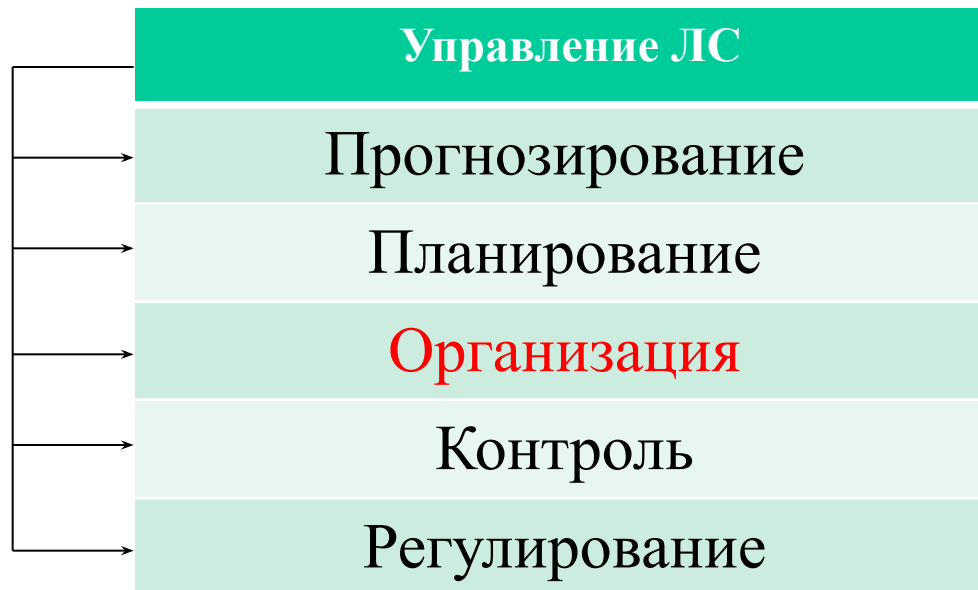 Управление ЛС
Прогнозирование
Планирование
Организация
Контроль
Регулирование